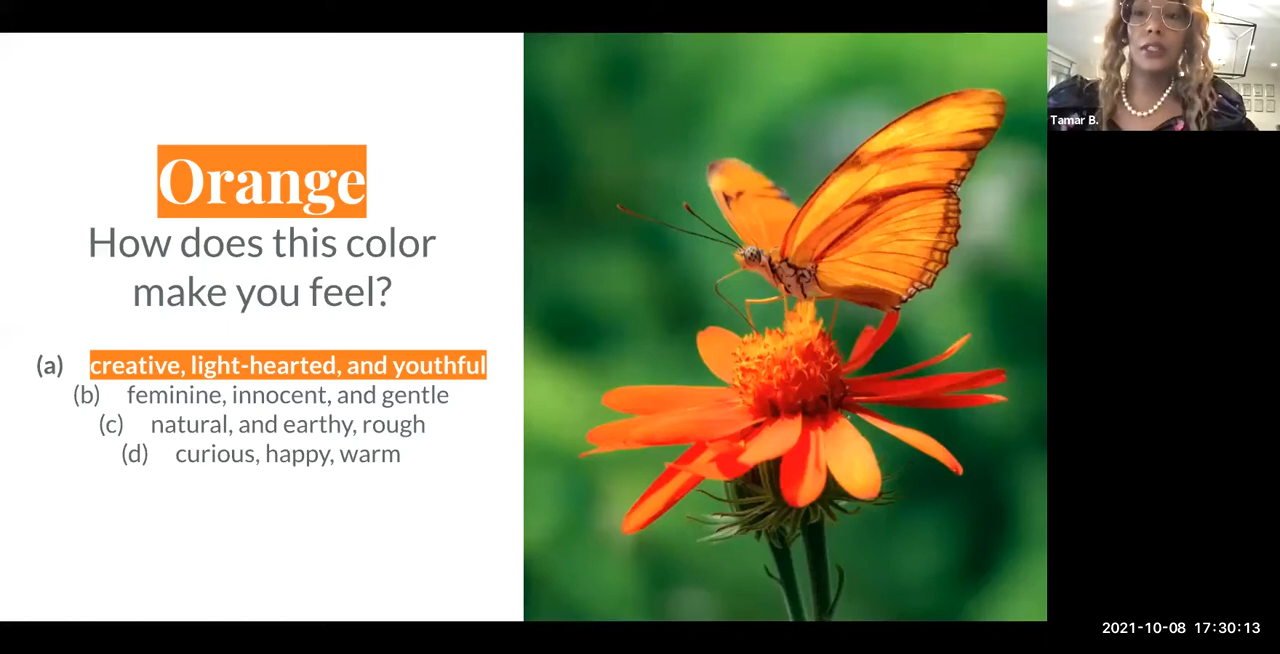 Orange
How does this color
make you feel?
(a) creative, light-hearted, and youthful
(b) feminine, innocent, and gentle
(c) natural, and earthy, rough
(d) curious, happy, warm
Tamar B.
2021-10-08 17:30:13